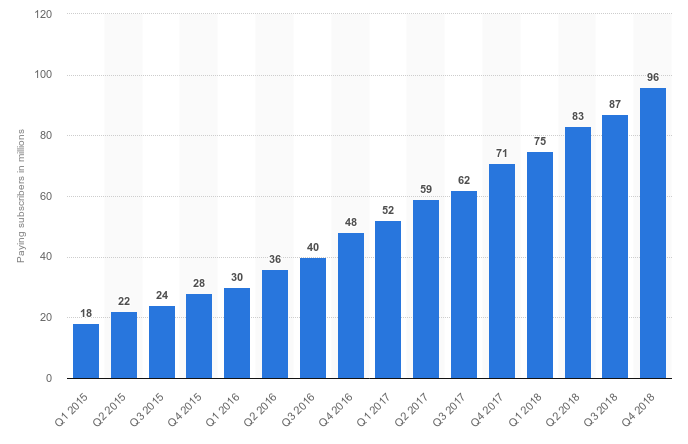 120
100
80
60
40
20
0
Paying subscribers in millions
18
22
24
28
30
36
40
48
52
59
62
71
75
83
87
96
Q1 2015
Q2 2015
Q3 2015
Q4 2015
Q1 2016
Q2 2016
Q3 2016
Q4 2016
Q1 2017
Q2 2017
Q3 2017
Q4 2017
Q1 2018
Q2 2018
Q3 2018
Q4 2018